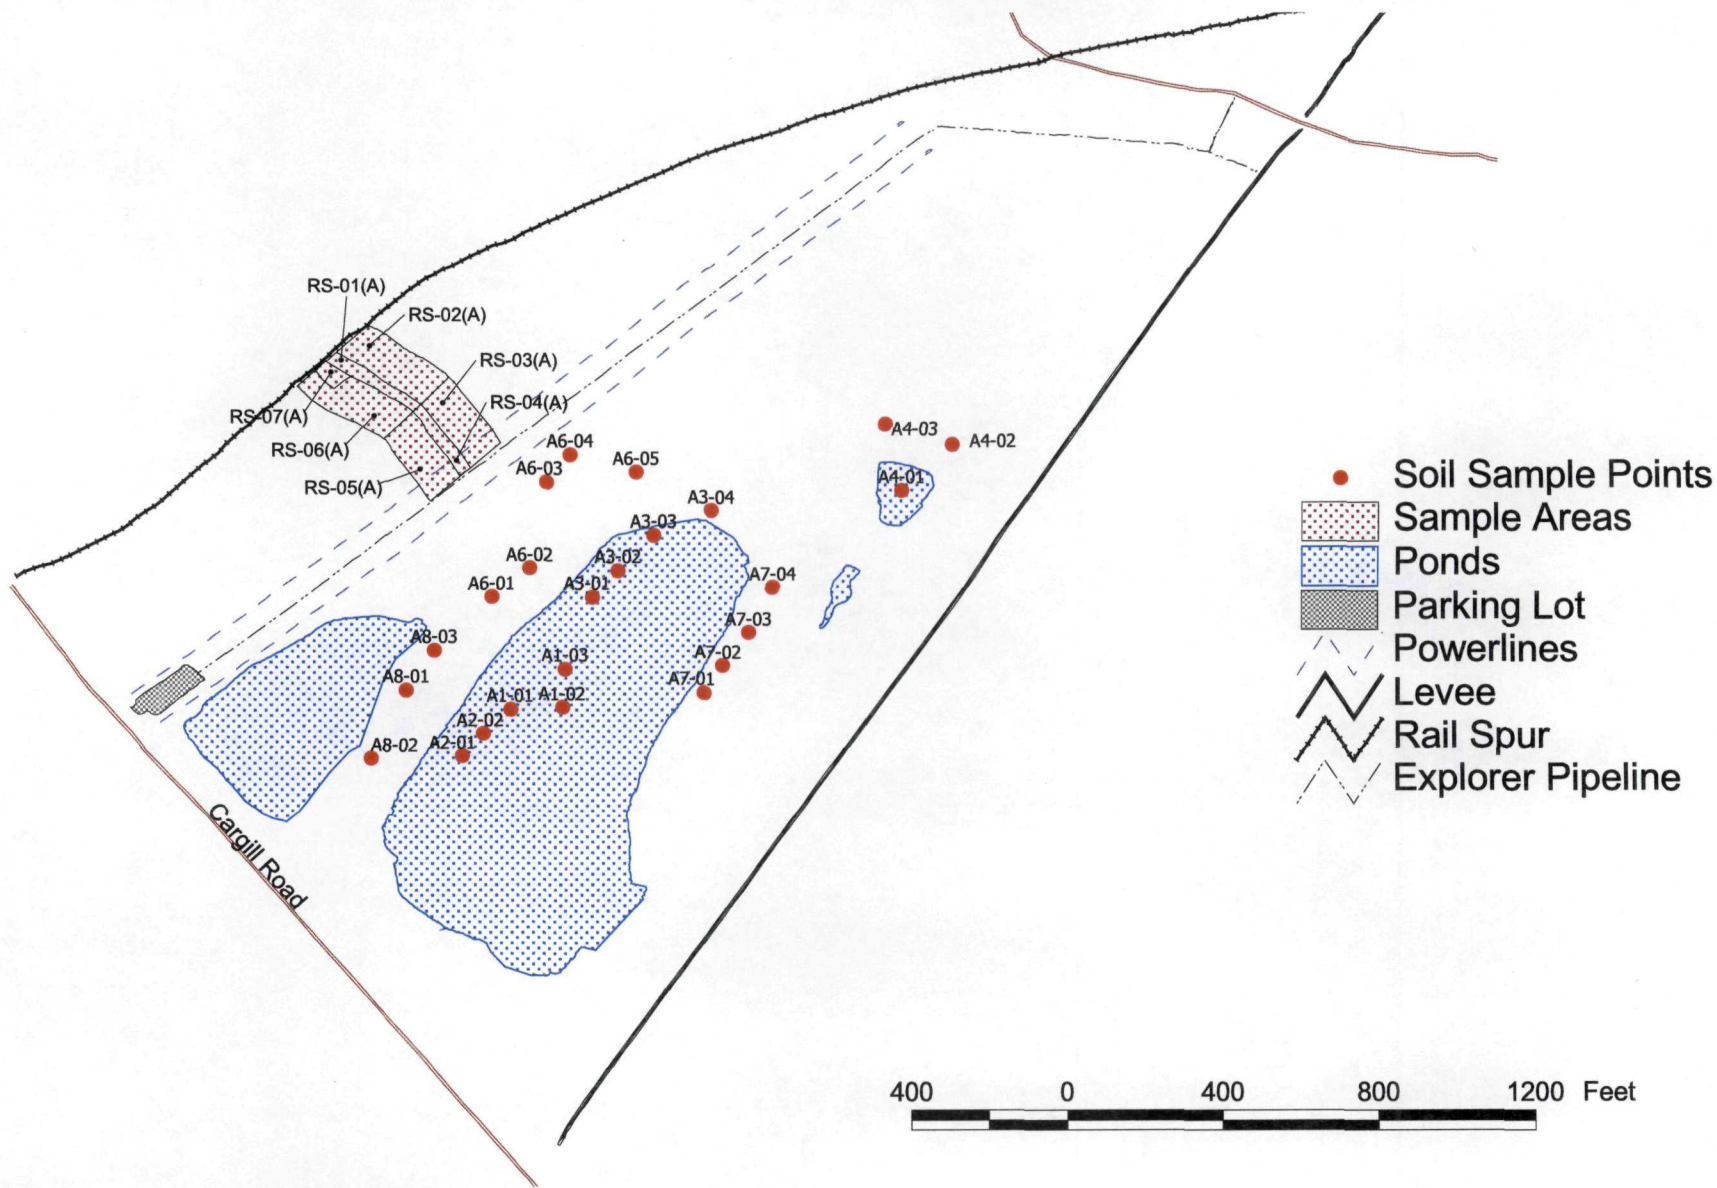 RS-01(A)
RS-02(A)
RS-03(A)
RS-04(A)
RS-07(A)
RS-06(A)
RS-05(A)
A6-04
A6-03
A6-05
A4-03
A4-02
A4-01
A3-04
A3-03
A3-02
A3-01
A6-02
A6-01
A7-04
A7-03
A7-02
A7-01
A8-03
A8-01
A8-02
A1-03
A1-01
A1-02
A2-02
A2-01
Cargill Road
Soil Sample Points
Sample Areas
Ponds
Parking Lot
Powerlines
Levee
Rail Spur
Explorer Pipeline
400 0 400 800 1200 Feet